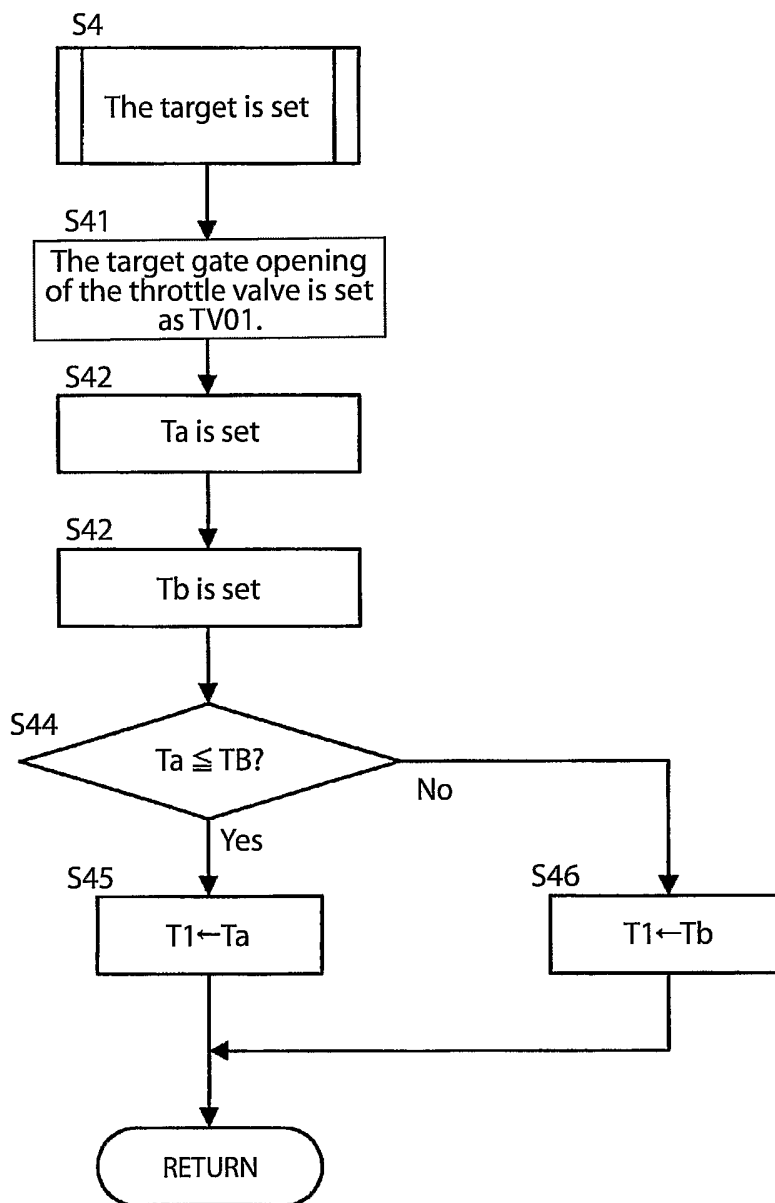 S4
The target is set
S41
The target gate opening
of the throttle valve is set
as TV01.
S42
Ta is set
S42
Tb is set
S44
Ta ≦ TB?
No
Yes
S45
T1←Ta
S46
T1←Tb
RETURN